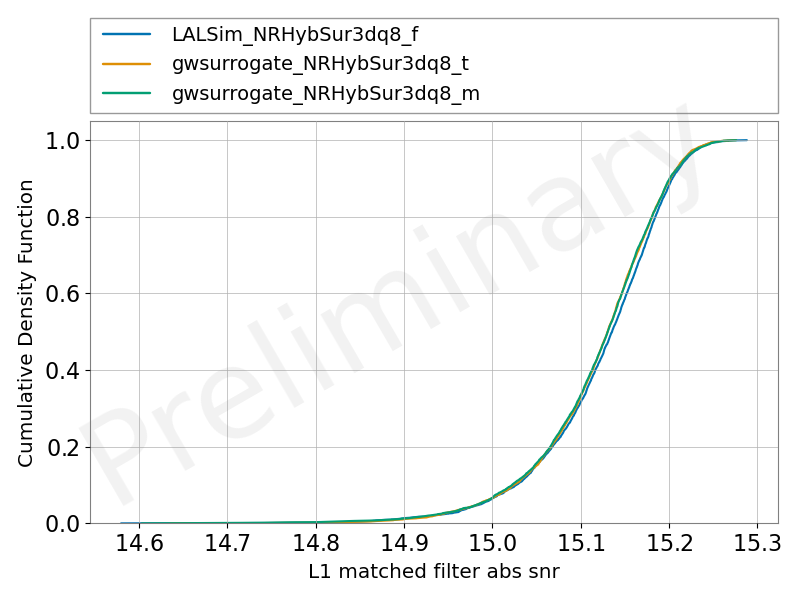 LALSim_NRHybSur3dq8_f
gwsurrogate_NRHybSur3dq8_t
gwsurrogate_NRHybSur3dq8_m
Preliminary
Cumulative Density Function
1.0
0.8
0.6
0.4
0.2
0.0
14.6 14.7 14.8 14.9 15.0 15.1 15.2 15.3
L1 matched filter abs snr